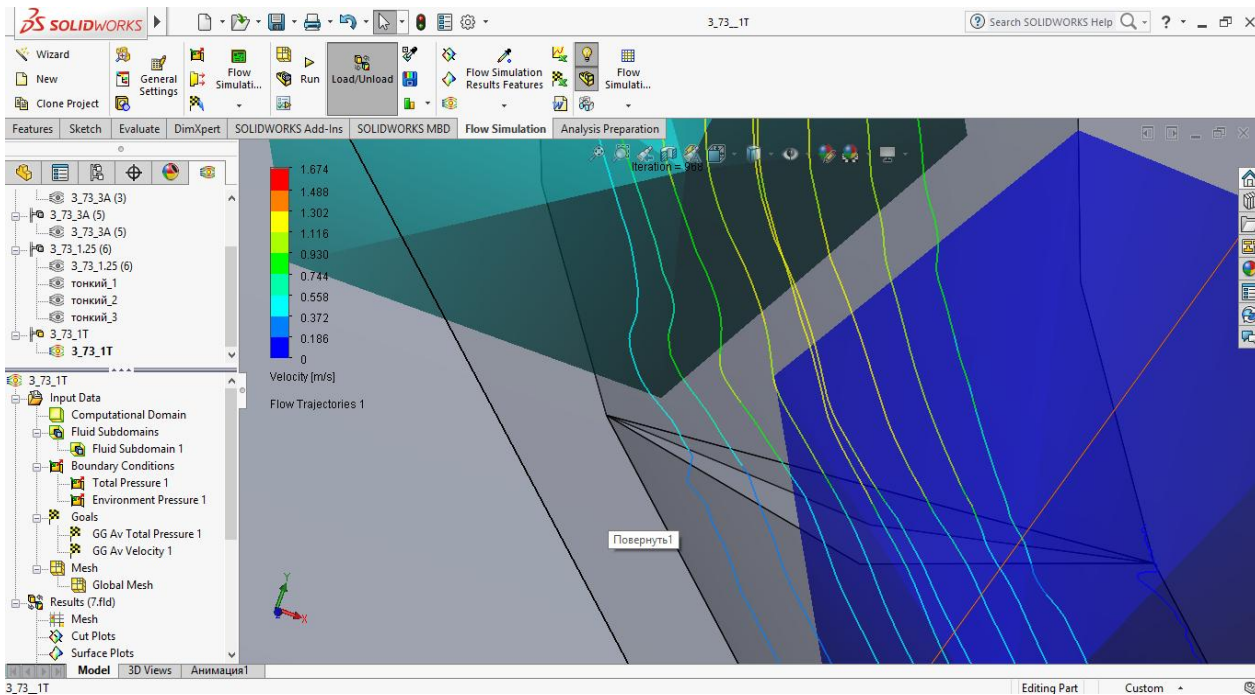 SOLIDWORKS
3_73__1T
Search SOLIDWORKS Help
Wizard
New
Clone Project
General Settings
Flow Simulati...
Run
Load/Unload
Flow Simulation Results Features
Flow Simulati...
Features
Sketch
Evaluate
DimXpert
SOLIDWORKS Add-Ins
SOLIDWORKS MBD
Flow Simulation
Analysis Preparation
3_73_3A (3)
3_73_3A (5)
3_73_3A (5)
3_73_1.25 (6)
3_73_1.25 (6)
тонкий_1
тонкий_2
тонкий_3
3_73_1T
3_73_1T
3_73_1T
Input Data
Computational Domain
Fluid Subdomains
Fluid Subdomain 1
Boundary Conditions
Total Pressure 1
Environment Pressure 1
Goals
GG Av Total Pressure 1
GG Av Velocity 1
Mesh
Global Mesh
Results (7.fld)
Mesh
Cut Plots
Surface Plots
1.674
1.488
1.302
1.116
0.930
0.744
0.558
0.372
0.186
0
Velocity [m/s]
Flow Trajectories 1
Iteration = 968
Повернуть1
Y
X
Model
3D Views
Анимация1
3_73__1T
Editing Part
Custom